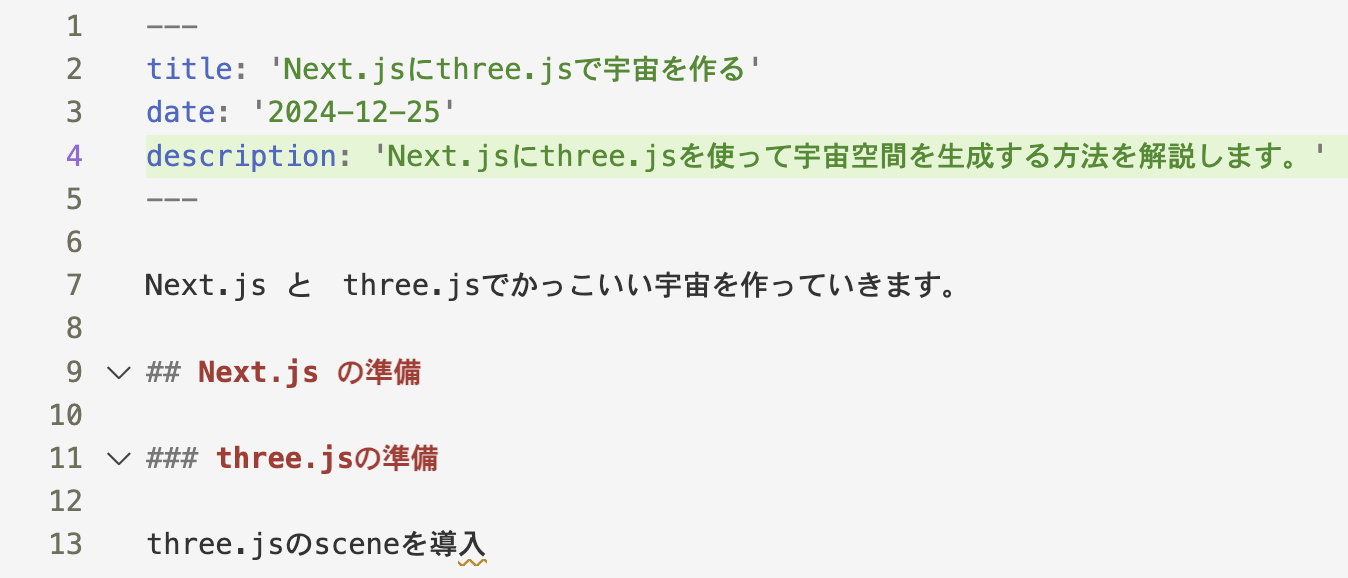 1 ---
2 title: 'Next.jsにthree.jsで宇宙を作る'
3 date: '2024-12-25'
4 description: 'Next.jsにthree.jsを使って宇宙空間を生成する方法を解説します。'
5 ---
6
7 Next.js と　three.jsでかっこいい宇宙を作っていきます。
8
9 ## Next.js の準備
10
11 ### three.jsの準備
12
13 three.jsのsceneを導入